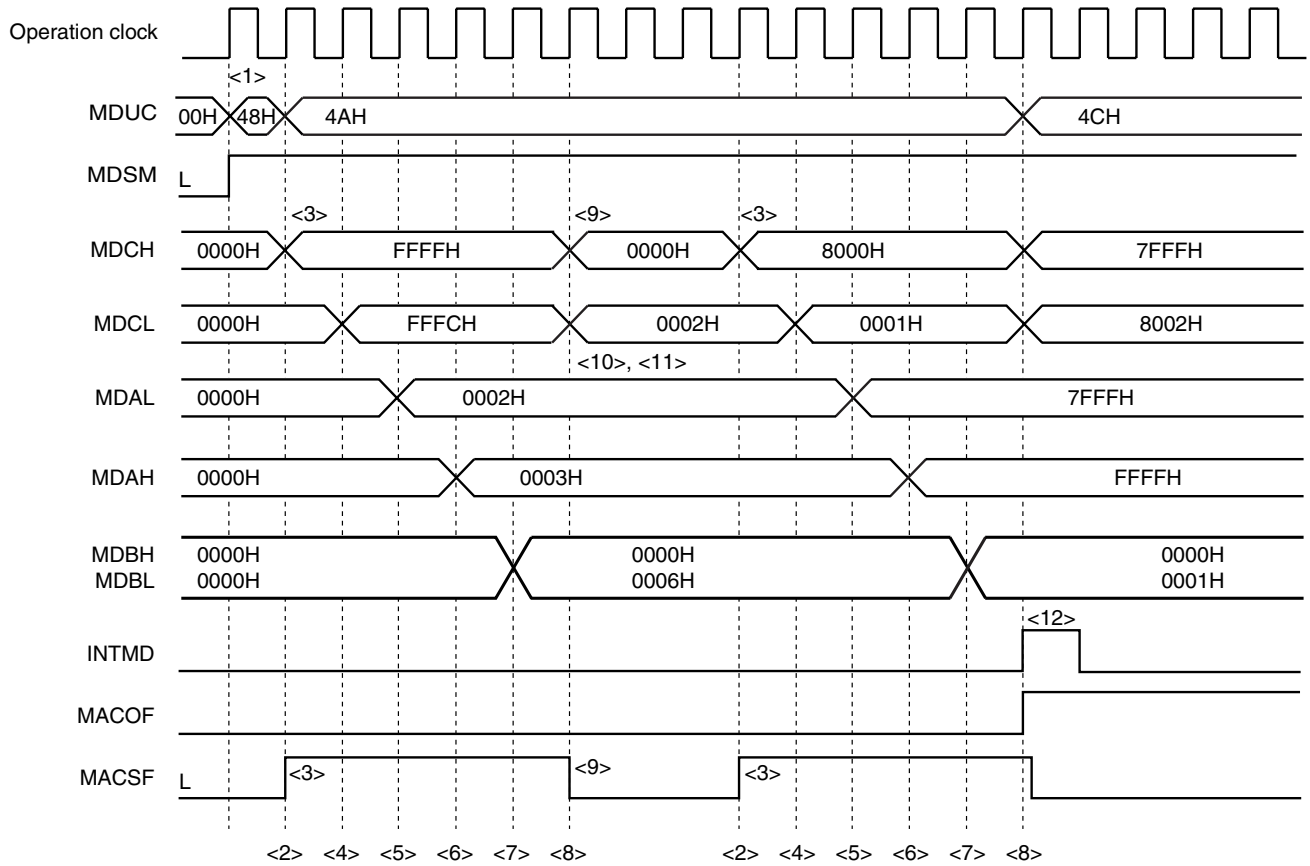 Operation clock
<1>
MDUC 00H 48H 4AH 4CH
MDSM L
<3> <9> <3>
MDCH 0000H FFFFH 0000H 8000H 7FFFH
MDCL 0000H FFFCH 0002H 0001H 8002H
<10>, <11>
MDAL 0000H 0002H 7FFFH
MDAH 0000H 0003H FFFFH
MDBH 0000H 0000H 0000H
MDBL 0000H 0006H 0001H
<12>
INTMD
MACOF
MACSF L <3> <9> <3>
<2> <4> <5> <6> <7> <8> <2> <4> <5> <6> <7> <8>